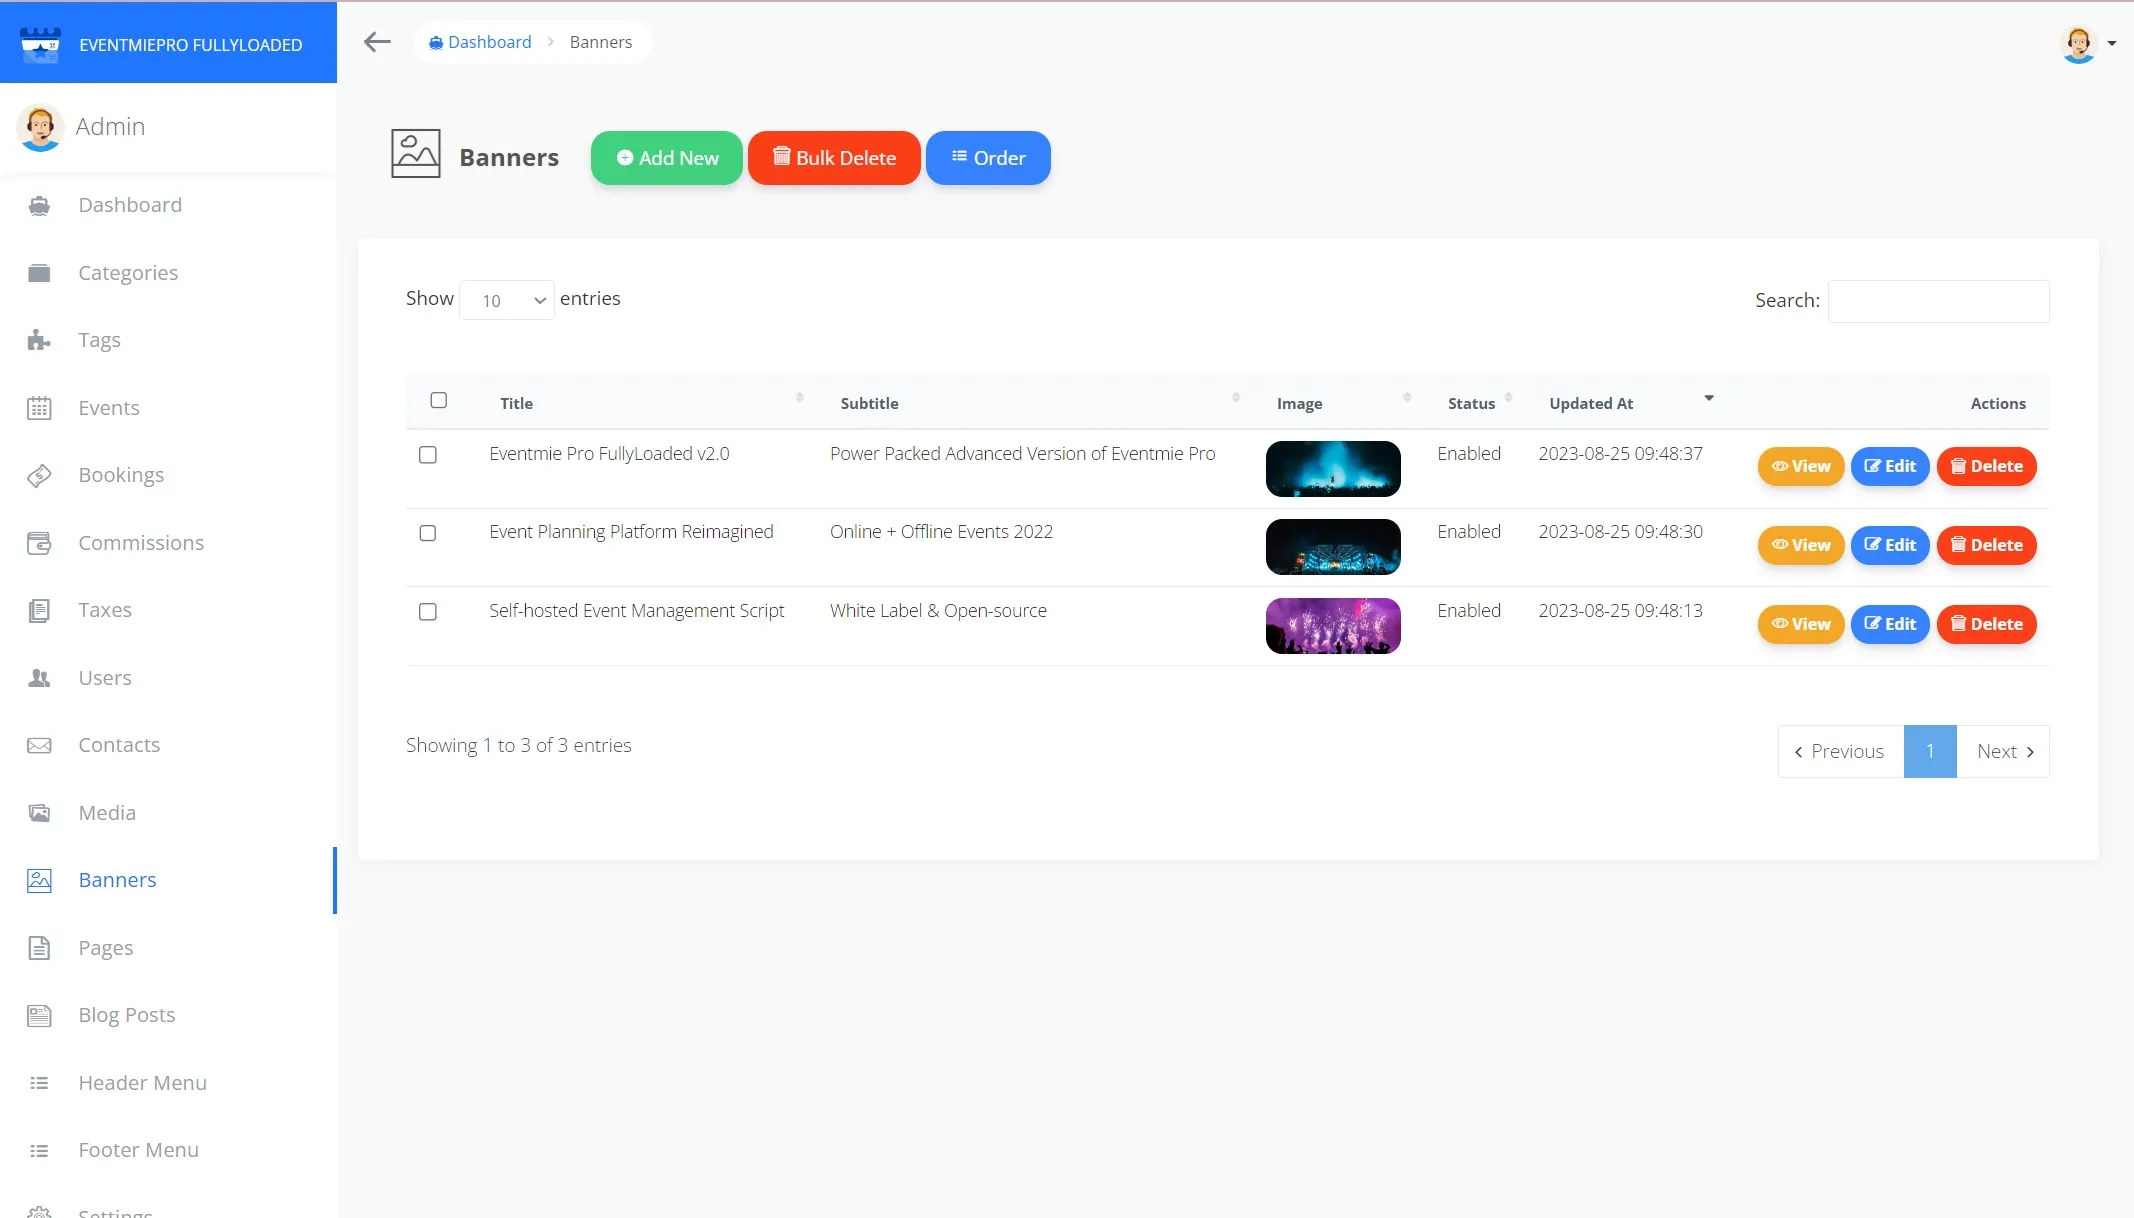 EVENTMIEPRO FULLYLOADED
Dashboard > Banners
Admin
Dashboard
Categories
Tags
Events
Bookings
Commissions
Taxes
Users
Contacts
Media
Banners
Pages
Blog Posts
Header Menu
Footer Menu
Settings
Banners Add New Bulk Delete Order
Show 10 entries Search:
Title Subtitle Image Status Updated At Actions
Eventmie Pro FullyLoaded v2.0 Power Packed Advanced Version of Eventmie Pro Enabled 2023-08-25 09:48:37 View Edit Delete
Event Planning Platform Reimagined Online + Offline Events 2022 Enabled 2023-08-25 09:48:30 View Edit Delete
Self-hosted Event Management Script White Label & Open-source Enabled 2023-08-25 09:48:13 View Edit Delete
Showing 1 to 3 of 3 entries ‹ Previous 1 Next ›